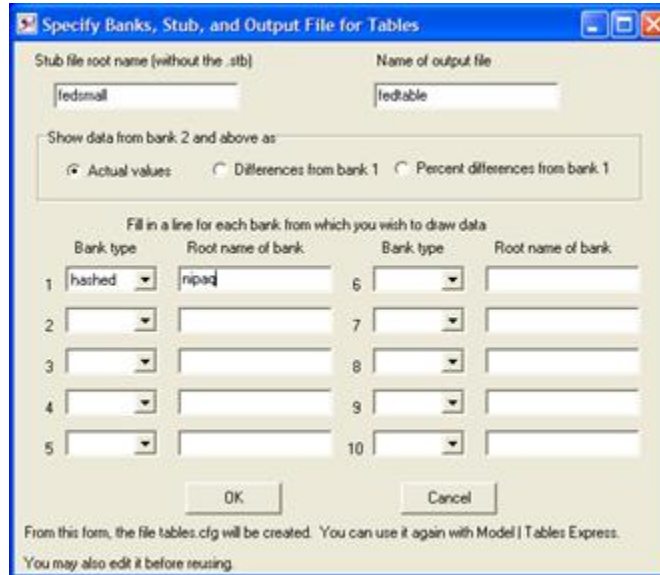 Specify Banks, Stub, and Output File for Tables
Stub file root name (without the .stb) Name of output file
fedsmall fedtable
Show data from bank 2 and above as
Actual values Differences from bank 1 Percent differences from bank 1
Fill in a line for each bank from which you wish to draw data
Bank type Root name of bank Bank type Root name of bank
1 hashed nipaq 6
2 7
3 8
4 9
5 10
OK Cancel
From this form, the file tables.cfg will be created. You can use it again with Model | Tables Express.
You may also edit it before reusing.